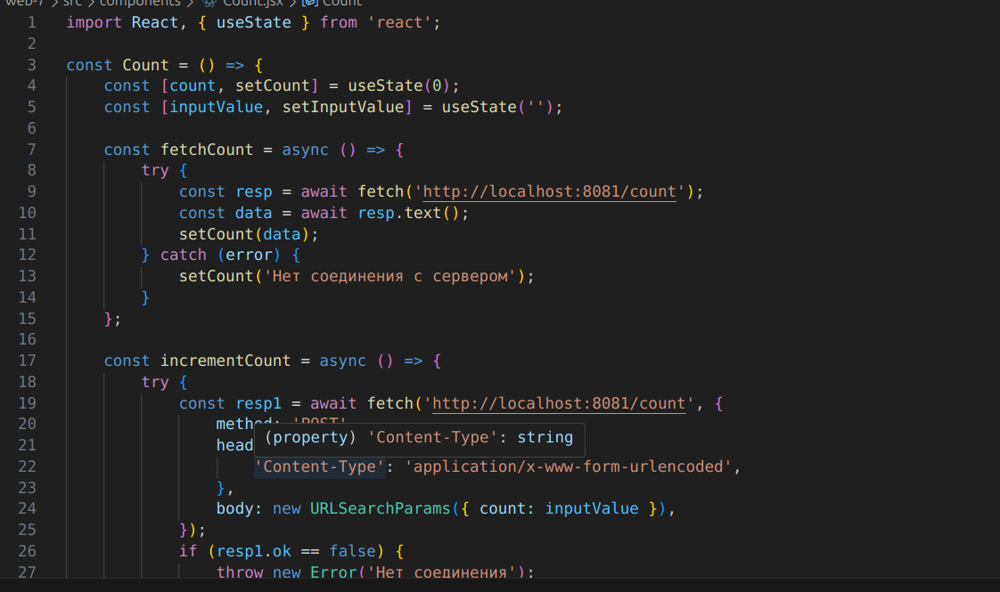 web-7 > src > components > Count.jsx > Count
1 import React, { useState } from 'react';
2
3 const Count = () => {
4 const [count, setCount] = useState(0);
5 const [inputValue, setInputValue] = useState('');
6
7 const fetchCount = async () => {
8 try {
9 const resp = await fetch('http://localhost:8081/count');
10 const data = await resp.text();
11 setCount(data);
12 } catch (error) {
13 setCount('Нет соединения с сервером');
14 }
15 };
16
17 const incrementCount = async () => {
18 try {
19 const resp1 = await fetch('http://localhost:8081/count', {
20 method: 'POST'
(property) 'Content-Type': string
21 head
22 'Content-Type': 'application/x-www-form-urlencoded',
23 },
24 body: new URLSearchParams({ count: inputValue }),
25 });
26 if (resp1.ok == false) {
27 throw new Error('Нет соединения');